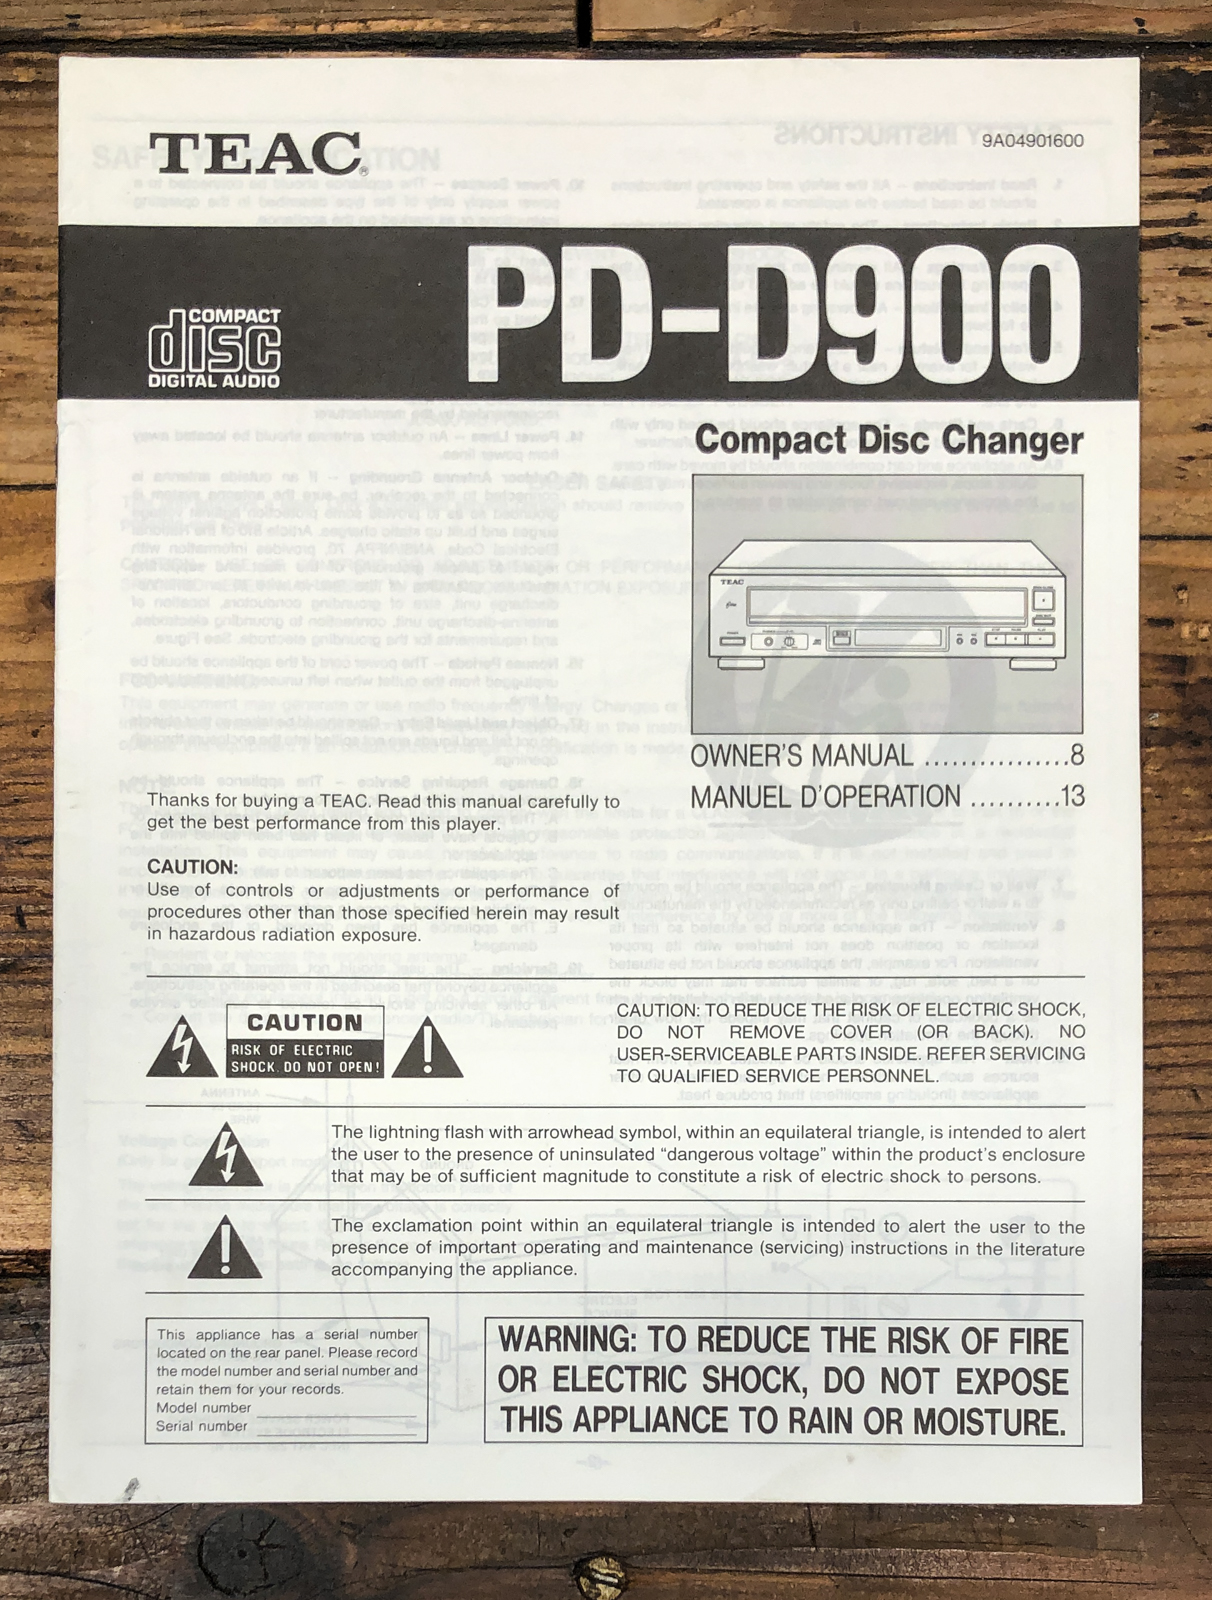 TEAC®
9A04901600
PD-D900
COMPACT
disc
DIGITAL AUDIO
Compact Disc Changer
TEAC
OWNER'S MANUAL ................8
MANUEL D'OPERATION ..........13
Thanks for buying a TEAC. Read this manual carefully to
get the best performance from this player.
CAUTION:
Use of controls or adjustments or performance of
procedures other than those specified herein may result
in hazardous radiation exposure.
CAUTION
RISK OF ELECTRIC
SHOCK. DO NOT OPEN!
CAUTION: TO REDUCE THE RISK OF ELECTRIC SHOCK,
DO NOT REMOVE COVER (OR BACK). NO
USER-SERVICEABLE PARTS INSIDE. REFER SERVICING
TO QUALIFIED SERVICE PERSONNEL.
The lightning flash with arrowhead symbol, within an equilateral triangle, is intended to alert
the user to the presence of uninsulated “dangerous voltage” within the product's enclosure
that may be of sufficient magnitude to constitute a risk of electric shock to persons.
The exclamation point within an equilateral triangle is intended to alert the user to the
presence of important operating and maintenance (servicing) instructions in the literature
accompanying the appliance.
This appliance has a serial number
located on the rear panel. Please record
the model number and serial number and
retain them for your records.
Model number
Serial number
WARNING: TO REDUCE THE RISK OF FIRE
OR ELECTRIC SHOCK, DO NOT EXPOSE
THIS APPLIANCE TO RAIN OR MOISTURE.